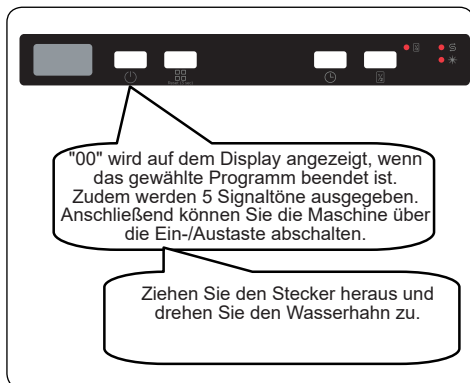 "00" wird auf dem Display angezeigt, wenn
das gewählte Programm beendet ist.
Zudem werden 5 Signaltöne ausgegeben.
Anschließend können Sie die Maschine über
die Ein-/Austaste abschalten.
Ziehen Sie den Stecker heraus und
drehen Sie den Wasserhahn zu.